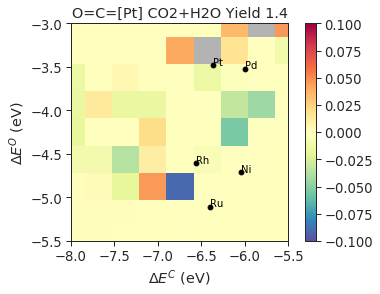 O=C=[Pt] CO2+H2O Yield 1.4
−3.0
−3.5
−4.0
−4.5
−5.0
−5.5
ΔE^O (eV)
Pt
Pd
Rh
Ni
Ru
−8.0 −7.5 −7.0 −6.5 −6.0 −5.5
ΔE^C (eV)
0.100
0.075
0.050
0.025
0.000
−0.025
−0.050
−0.075
−0.100